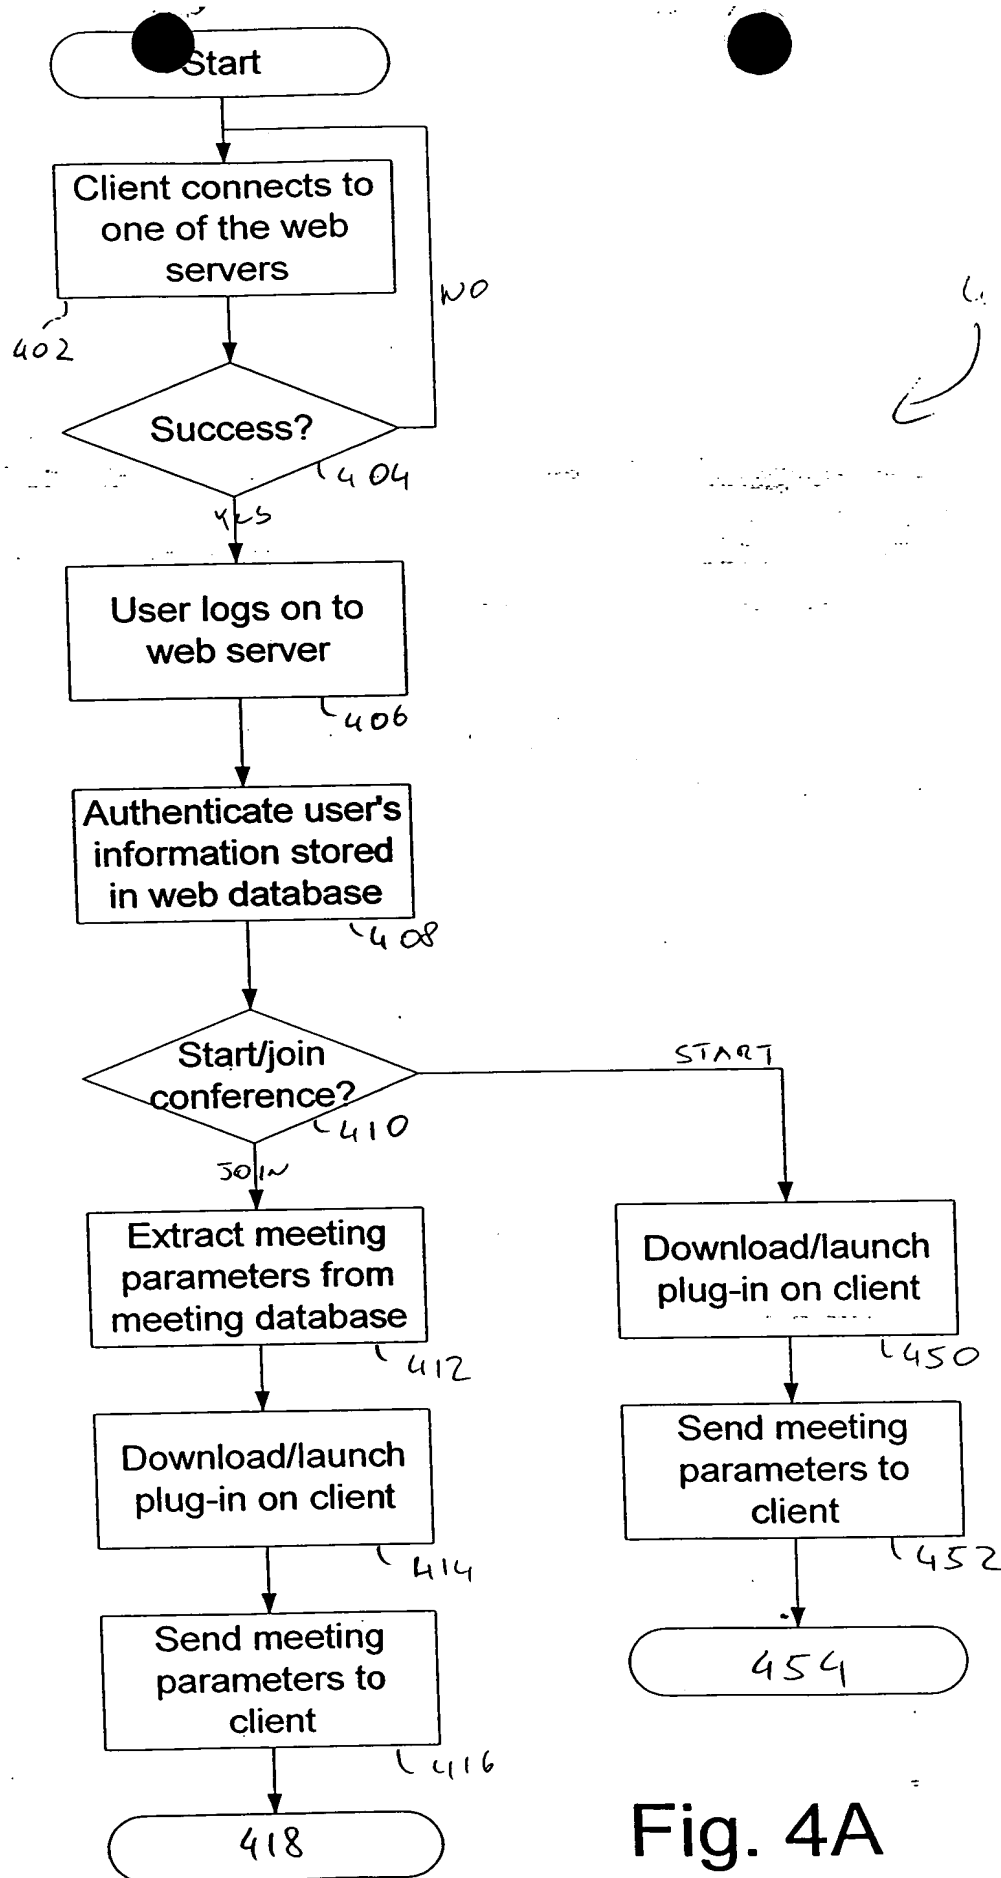 Start
Client connects to
one of the web
servers
NO
402
Success?
404
YES
User logs on to
web server
406
Authenticate user's
information stored
in web database
408
Start/join
conference?
410
START
JOIN
Extract meeting
parameters from
meeting database
412
Download/launch
plug-in on client
414
Send meeting
parameters to
client
416
418
Download/launch
plug-in on client
450
Send meeting
parameters to
client
452
454
Fig. 4A